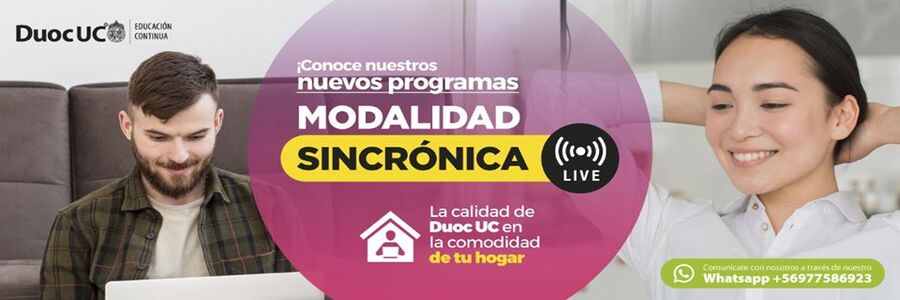 Duoc UC
EDUCACIÓN
CONTINUA
¡Conoce nuestros
nuevos programas
MODALIDAD
SINCRÓNICA
LIVE
La calidad de
Duoc UC en
la comodidad
de tu hogar
Comunícate con nosotros a través de nuestro
Whatsapp +56977586923